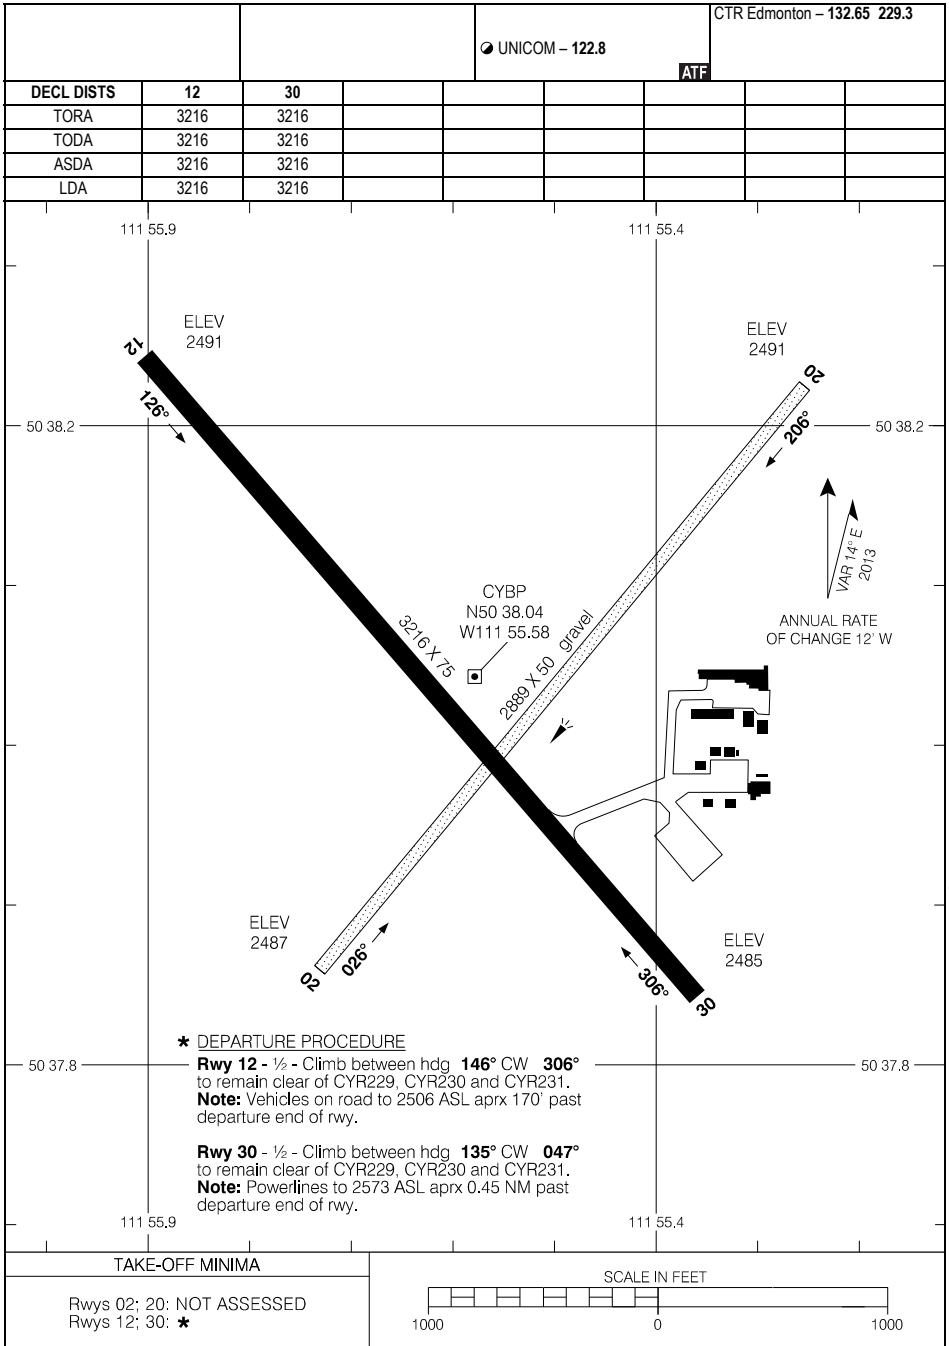 CTR Edmonton – 132.65 229.3
UNICOM – 122.8
ATF
DECL DISTS 12 30
TORA 3216 3216
TODA 3216 3216
ASDA 3216 3216
LDA 3216 3216
111 55.9 111 55.4
ELEV
2491
ELEV
2491
12
20
126°
206°
50 38.2 50 38.2
VAR 14° E
2013
CYBP
N50 38.04
W111 55.58
ANNUAL RATE
OF CHANGE 12' W
3216 X 75
2889 X 50 gravel
ELEV
2487
ELEV
2485
026°
02
306°
30
* DEPARTURE PROCEDURE
50 37.8 50 37.8
Rwy 12 - ½ - Climb between hdg 146° CW 306°
to remain clear of CYR229, CYR230 and CYR231.
Note: Vehicles on road to 2506 ASL aprx 170' past
departure end of rwy.
Rwy 30 - ½ - Climb between hdg 135° CW 047°
to remain clear of CYR229, CYR230 and CYR231.
Note: Powerlines to 2573 ASL aprx 0.45 NM past
departure end of rwy.
111 55.9 111 55.4
TAKE-OFF MINIMA
Rwys 02; 20: NOT ASSESSED
Rwys 12; 30: *
SCALE IN FEET
1000 0 1000